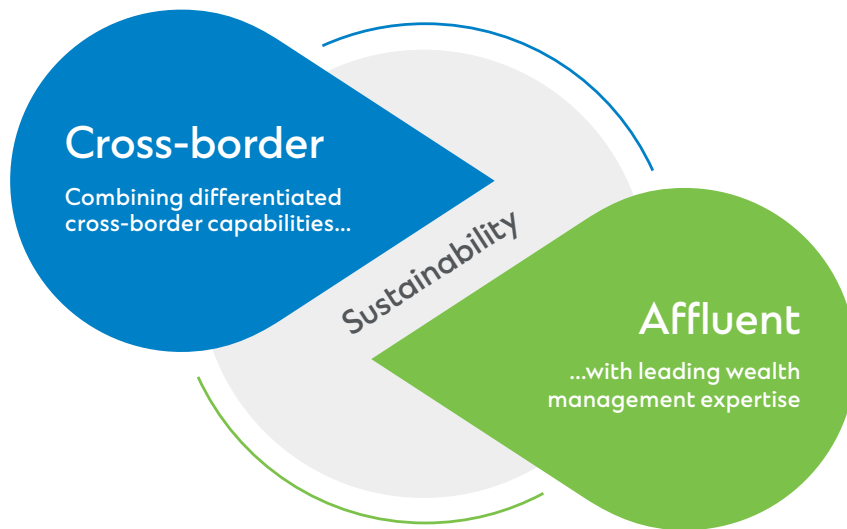 Cross-border
Combining differentiated
cross-border capabilities...
Sustainability
Affluent
...with leading wealth
management expertise